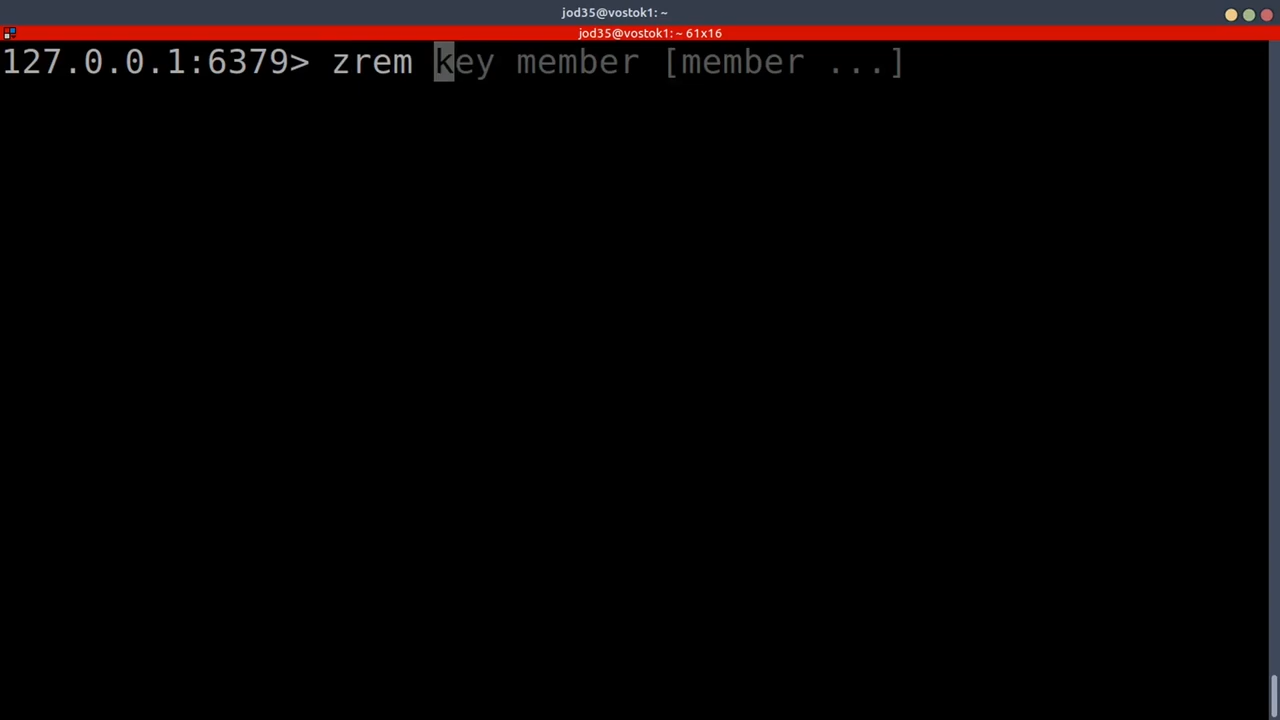 jod35@vostok1: ~
jod35@vostok1: ~ 61x16
127.0.0.1:6379> zrem key member [member ...]